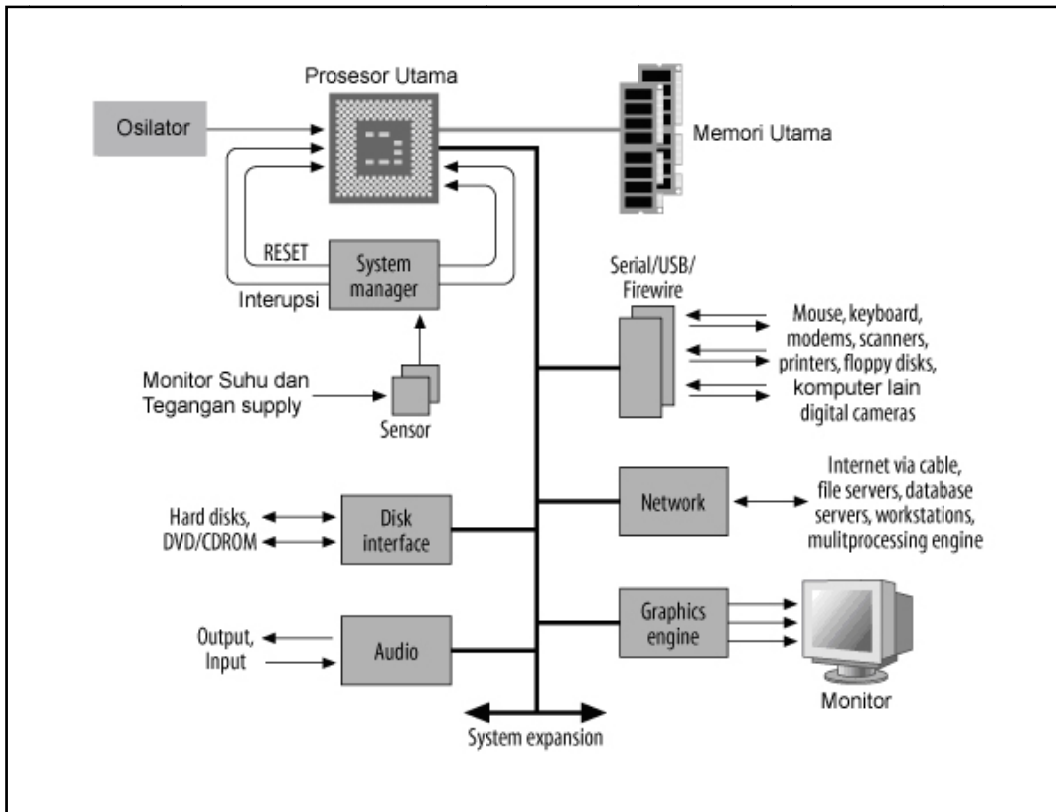 Prosesor Utama
Osilator
Memori Utama
RESET
System
manager
Interupsi
Serial/USB/
Firewire
Mouse, keyboard,
modems, scanners,
printers, floppy disks,
komputer lain
digital cameras
Monitor Suhu dan
Tegangan supply
Sensor
Internet via cable,
file servers, database
servers, workstations,
mulitprocessing engine
Network
Hard disks,
DVD/CDROM
Disk
interface
Graphics
engine
Output,
Input
Audio
Monitor
System expansion